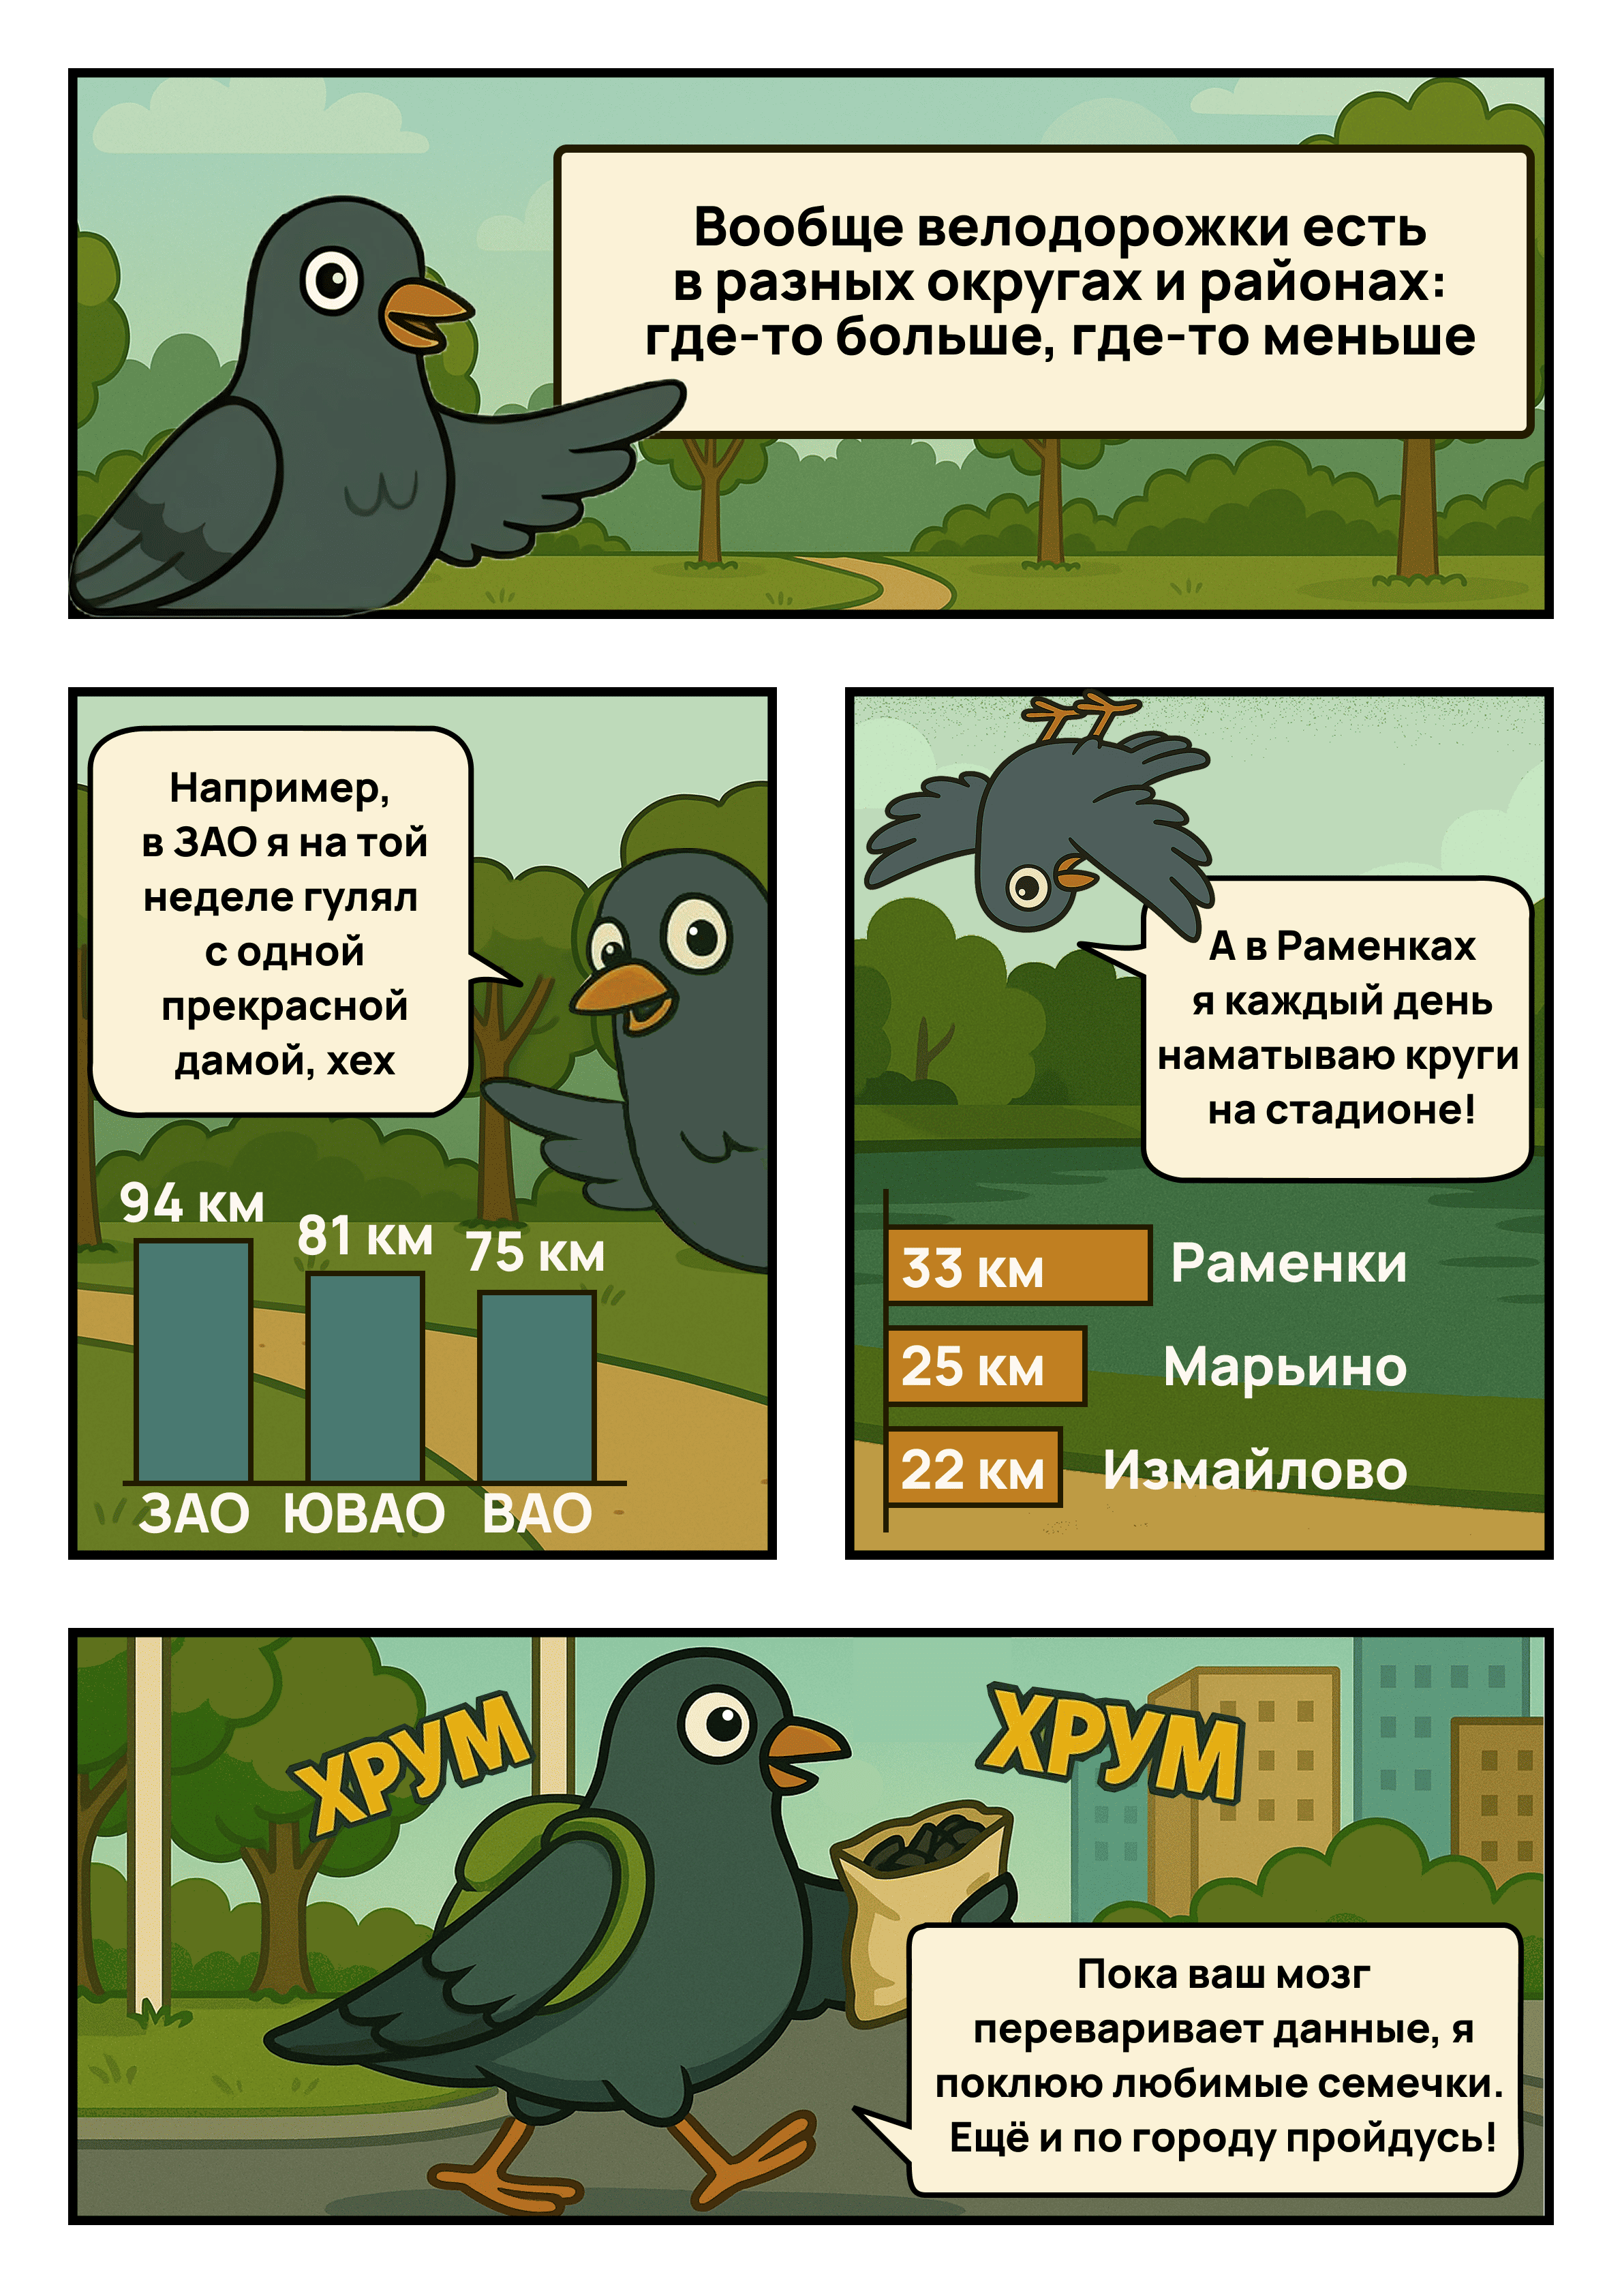 Вообще велодорожки есть
в разных округах и районах:
где-то больше, где-то меньше
Например,
в ЗАО я на той
неделе гулял
с одной
прекрасной
дамой, хех
94 км
81 км
75 км
ЗАО ЮВАО ВАО
А в Раменках
я каждый день
наматываю круги
на стадионе!
33 км Раменки
25 км Марьино
22 км Измайлово
ХРУМ
ХРУМ
Пока ваш мозг
переваривает данные, я
поклюю любимые семечки.
Ещё и по городу пройдусь!